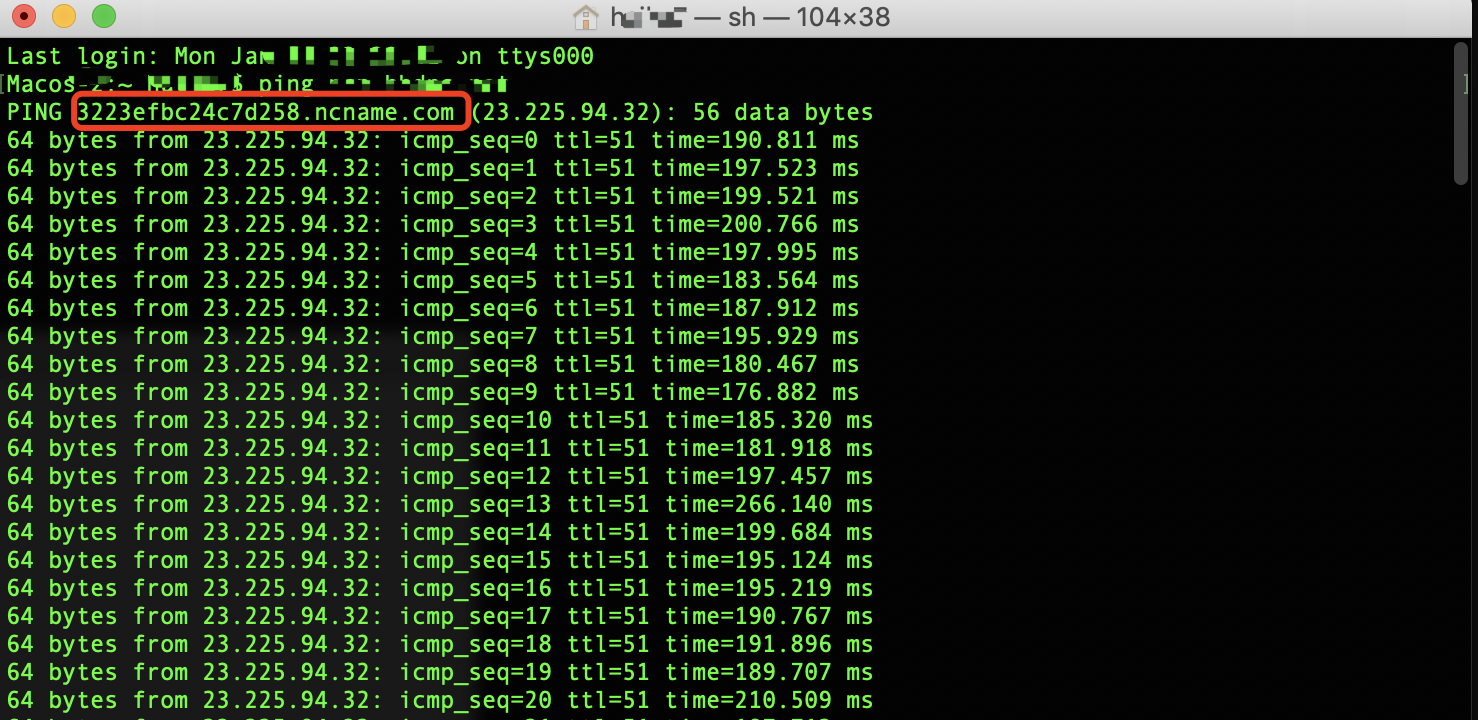 — sh — 104×38
Last login: Mon on ttys000
ping
PING 3223efbc24c7d258.ncname.com (23.225.94.32): 56 data bytes
64 bytes from 23.225.94.32: icmp_seq=0 ttl=51 time=190.811 ms
64 bytes from 23.225.94.32: icmp_seq=1 ttl=51 time=197.523 ms
64 bytes from 23.225.94.32: icmp_seq=2 ttl=51 time=199.521 ms
64 bytes from 23.225.94.32: icmp_seq=3 ttl=51 time=200.766 ms
64 bytes from 23.225.94.32: icmp_seq=4 ttl=51 time=197.995 ms
64 bytes from 23.225.94.32: icmp_seq=5 ttl=51 time=183.564 ms
64 bytes from 23.225.94.32: icmp_seq=6 ttl=51 time=187.912 ms
64 bytes from 23.225.94.32: icmp_seq=7 ttl=51 time=195.929 ms
64 bytes from 23.225.94.32: icmp_seq=8 ttl=51 time=180.467 ms
64 bytes from 23.225.94.32: icmp_seq=9 ttl=51 time=176.882 ms
64 bytes from 23.225.94.32: icmp_seq=10 ttl=51 time=185.320 ms
64 bytes from 23.225.94.32: icmp_seq=11 ttl=51 time=181.918 ms
64 bytes from 23.225.94.32: icmp_seq=12 ttl=51 time=197.457 ms
64 bytes from 23.225.94.32: icmp_seq=13 ttl=51 time=266.140 ms
64 bytes from 23.225.94.32: icmp_seq=14 ttl=51 time=199.684 ms
64 bytes from 23.225.94.32: icmp_seq=15 ttl=51 time=195.124 ms
64 bytes from 23.225.94.32: icmp_seq=16 ttl=51 time=195.219 ms
64 bytes from 23.225.94.32: icmp_seq=17 ttl=51 time=190.767 ms
64 bytes from 23.225.94.32: icmp_seq=18 ttl=51 time=191.896 ms
64 bytes from 23.225.94.32: icmp_seq=19 ttl=51 time=189.707 ms
64 bytes from 23.225.94.32: icmp_seq=20 ttl=51 time=210.509 ms